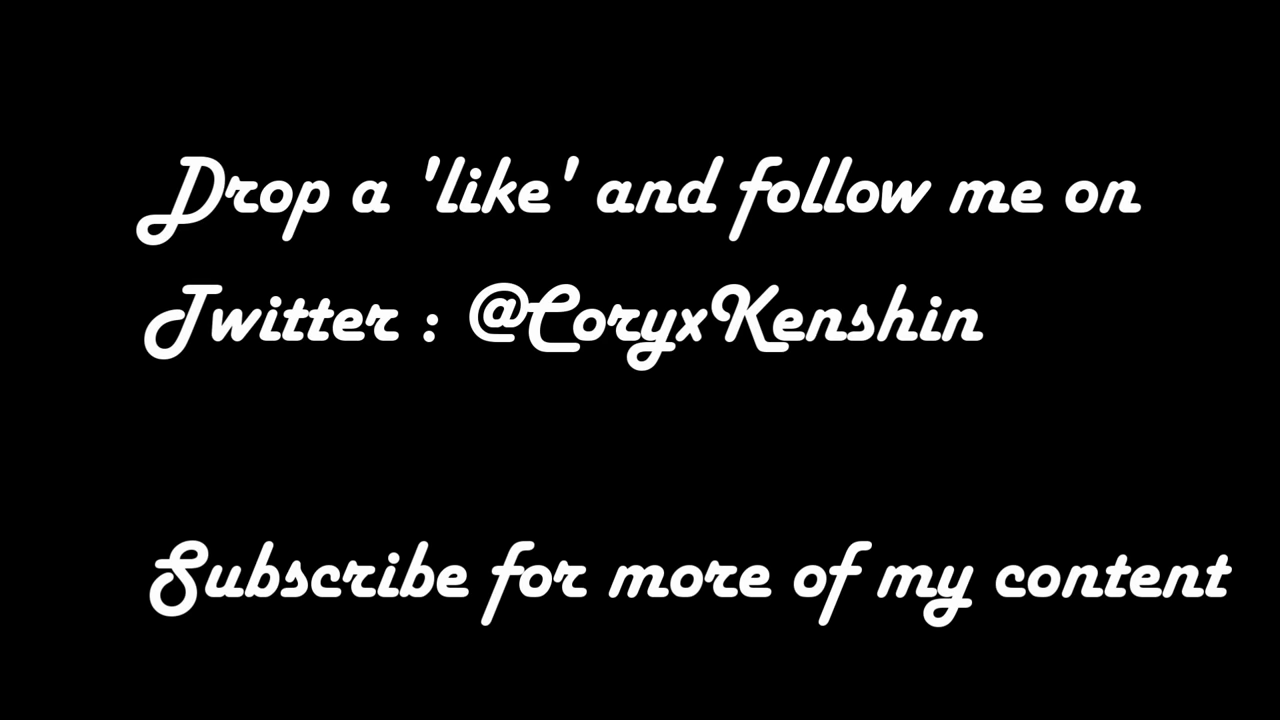 Drop a 'like' and follow me on
Twitter : @CoryxKenshin
Subscribe for more of my content